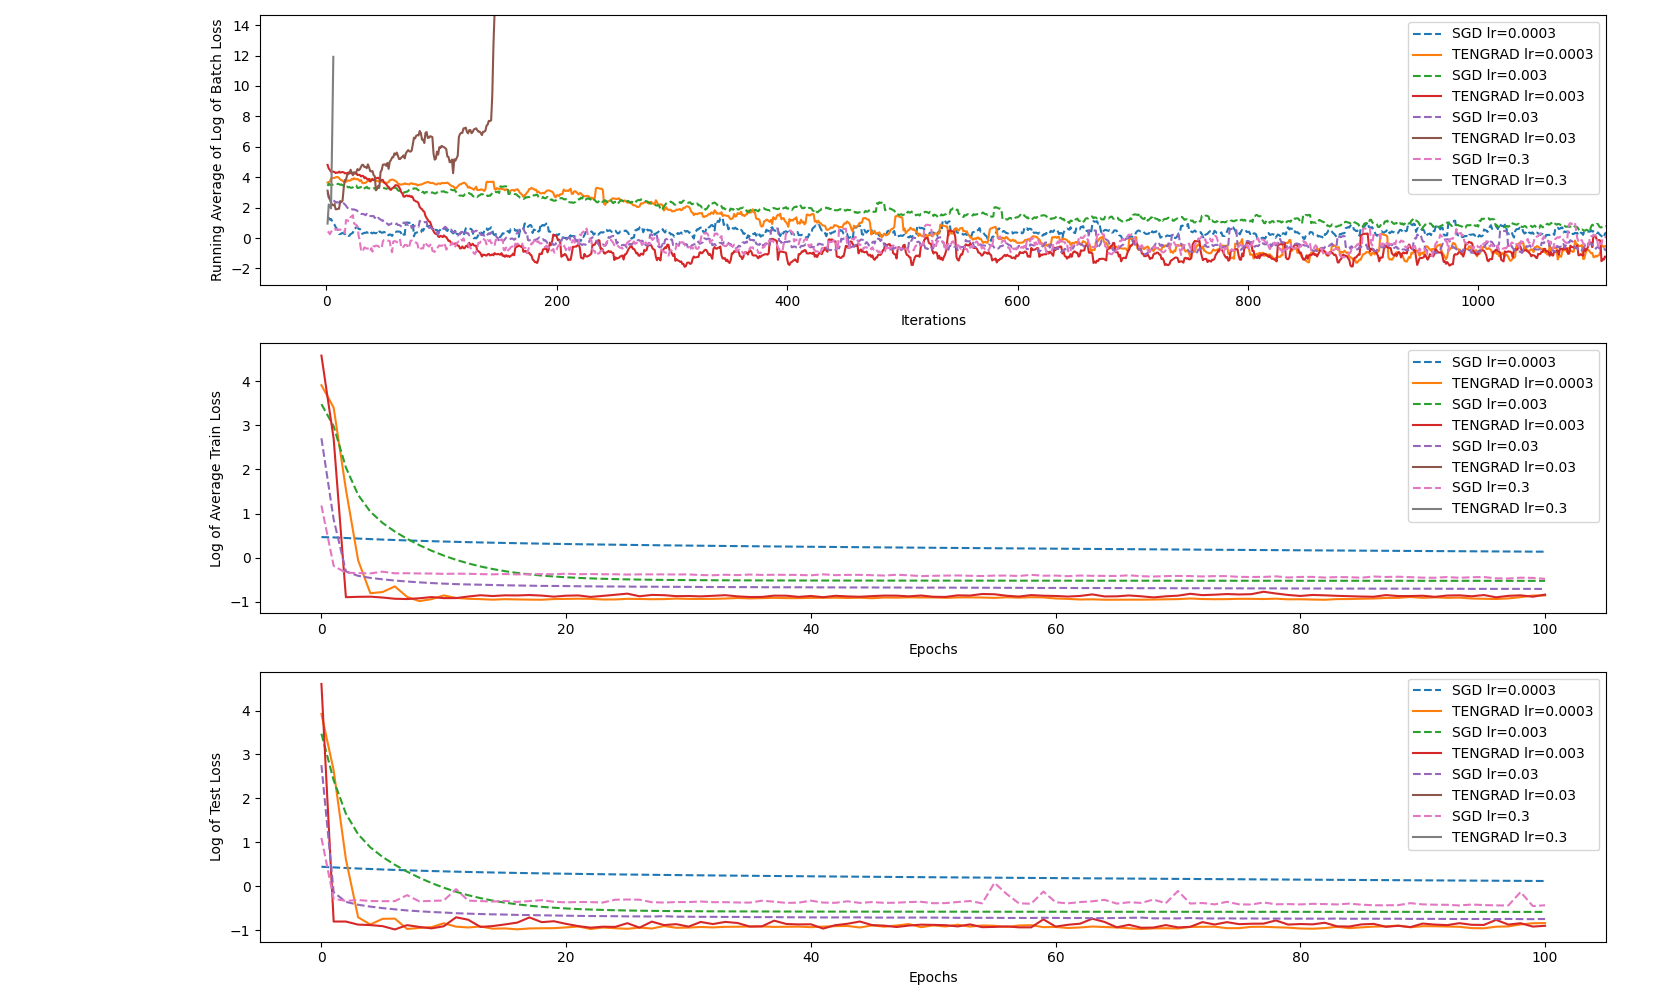 Running Average of Log of Batch Loss
14
12
10
8
6
4
2
0
−2
0
200
400
600
800
1000
Iterations
SGD lr=0.0003
TENGRAD lr=0.0003
SGD lr=0.003
TENGRAD lr=0.003
SGD lr=0.03
TENGRAD lr=0.03
SGD lr=0.3
TENGRAD lr=0.3
Log of Average Train Loss
4
3
2
1
0
−1
0
20
40
60
80
100
Epochs
SGD lr=0.0003
TENGRAD lr=0.0003
SGD lr=0.003
TENGRAD lr=0.003
SGD lr=0.03
TENGRAD lr=0.03
SGD lr=0.3
TENGRAD lr=0.3
Log of Test Loss
4
3
2
1
0
−1
0
20
40
60
80
100
Epochs
SGD lr=0.0003
TENGRAD lr=0.0003
SGD lr=0.003
TENGRAD lr=0.003
SGD lr=0.03
TENGRAD lr=0.03
SGD lr=0.3
TENGRAD lr=0.3